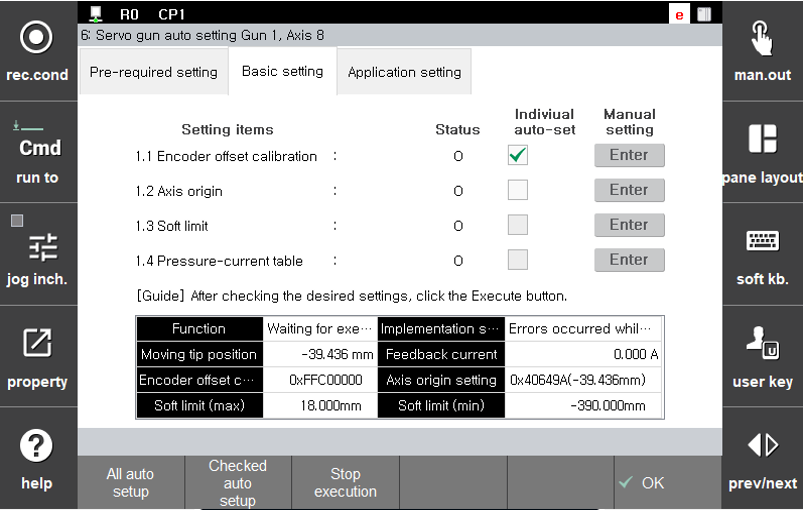 R0 CP1
e
6: Servo gun auto setting Gun 1, Axis 8
rec.cond
Cmd
run to
jog inch.
property
help
Pre-required setting
Basic setting
Application setting
Setting items
Status
Indiviual
auto-set
Manual
setting
1.1 Encoder offset calibration : O Enter
1.2 Axis origin : O Enter
1.3 Soft limit : O Enter
1.4 Pressure-current table : O Enter
[Guide] After checking the desired settings, click the Execute button.
Function Waiting for exe⋯ Implementation s⋯ Errors occurred whil⋯
Moving tip position -39.436 mm Feedback current 0.000 A
Encoder offset c⋯ 0xFFC00000 Axis origin setting 0x40649A(-39.436mm)
Soft limit (max) 18.000mm Soft limit (min) -390.000mm
All auto
setup
Checked
auto
setup
Stop
execution
OK
man.out
pane layout
soft kb.
U
user key
prev/next